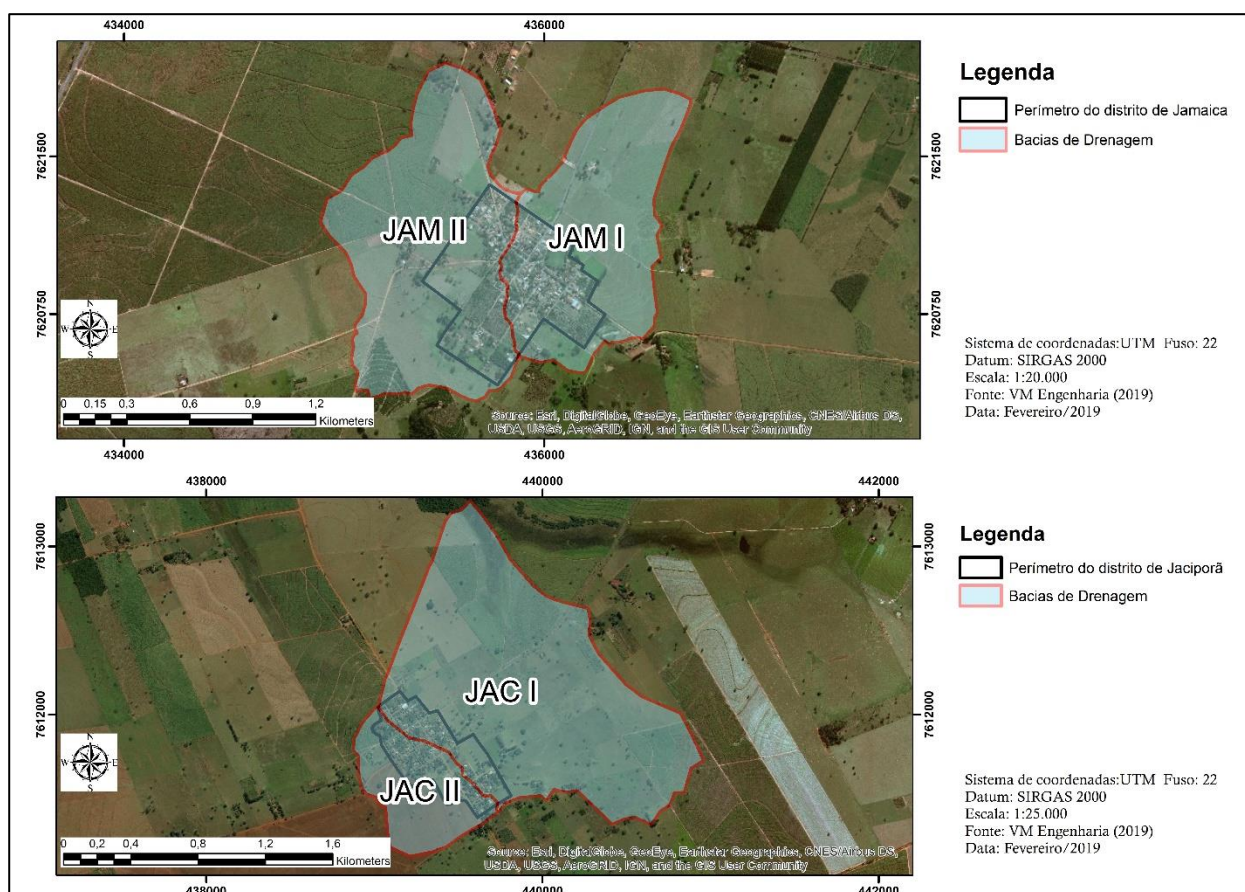 434000
436000
7621500
7621500
JAM II
JAM I
7620750
7620750
N
W E
S
0 0,15 0,3 0,6 0,9 1,2
Kilometers
Source: Esri, DigitalGlobe, GeoEye, Earthstar Geographics, CNES/Airbus DS,
USDA, USGS, AeroGRID, IGN, and the GIS User Community
434000
436000
Legenda
Perímetro do distrito de Jamaica
Bacias de Drenagem
Sistema de coordenadas:UTM Fuso: 22
Datum: SIRGAS 2000
Escala: 1:20.000
Fonte: VM Engenharia (2019)
Data: Fevereiro/2019
438000
440000
442000
7613000
7613000
JAC I
7612000
7612000
JAC II
N
W E
S
0 0,2 0,4 0,8 1,2 1,6
Kilometers
Source: Esri, DigitalGlobe, GeoEye, Earthstar Geographics, CNES/Airbus DS,
USDA, USGS, AeroGRID, IGN, and the GIS User Community
438000
440000
442000
Legenda
Perímetro do distrito de Jaciporã
Bacias de Drenagem
Sistema de coordenadas:UTM Fuso: 22
Datum: SIRGAS 2000
Escala: 1:25.000
Fonte: VM Engenharia (2019)
Data: Fevereiro/2019